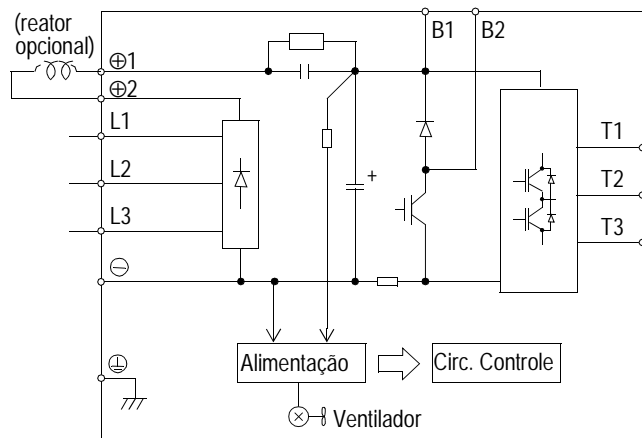 (reator
opcional)
B1 B2
⊕1
⊕2
L1
L2
L3
T1
T2
T3
+
⊖
Alimentação
Circ. Controle
Ventilador